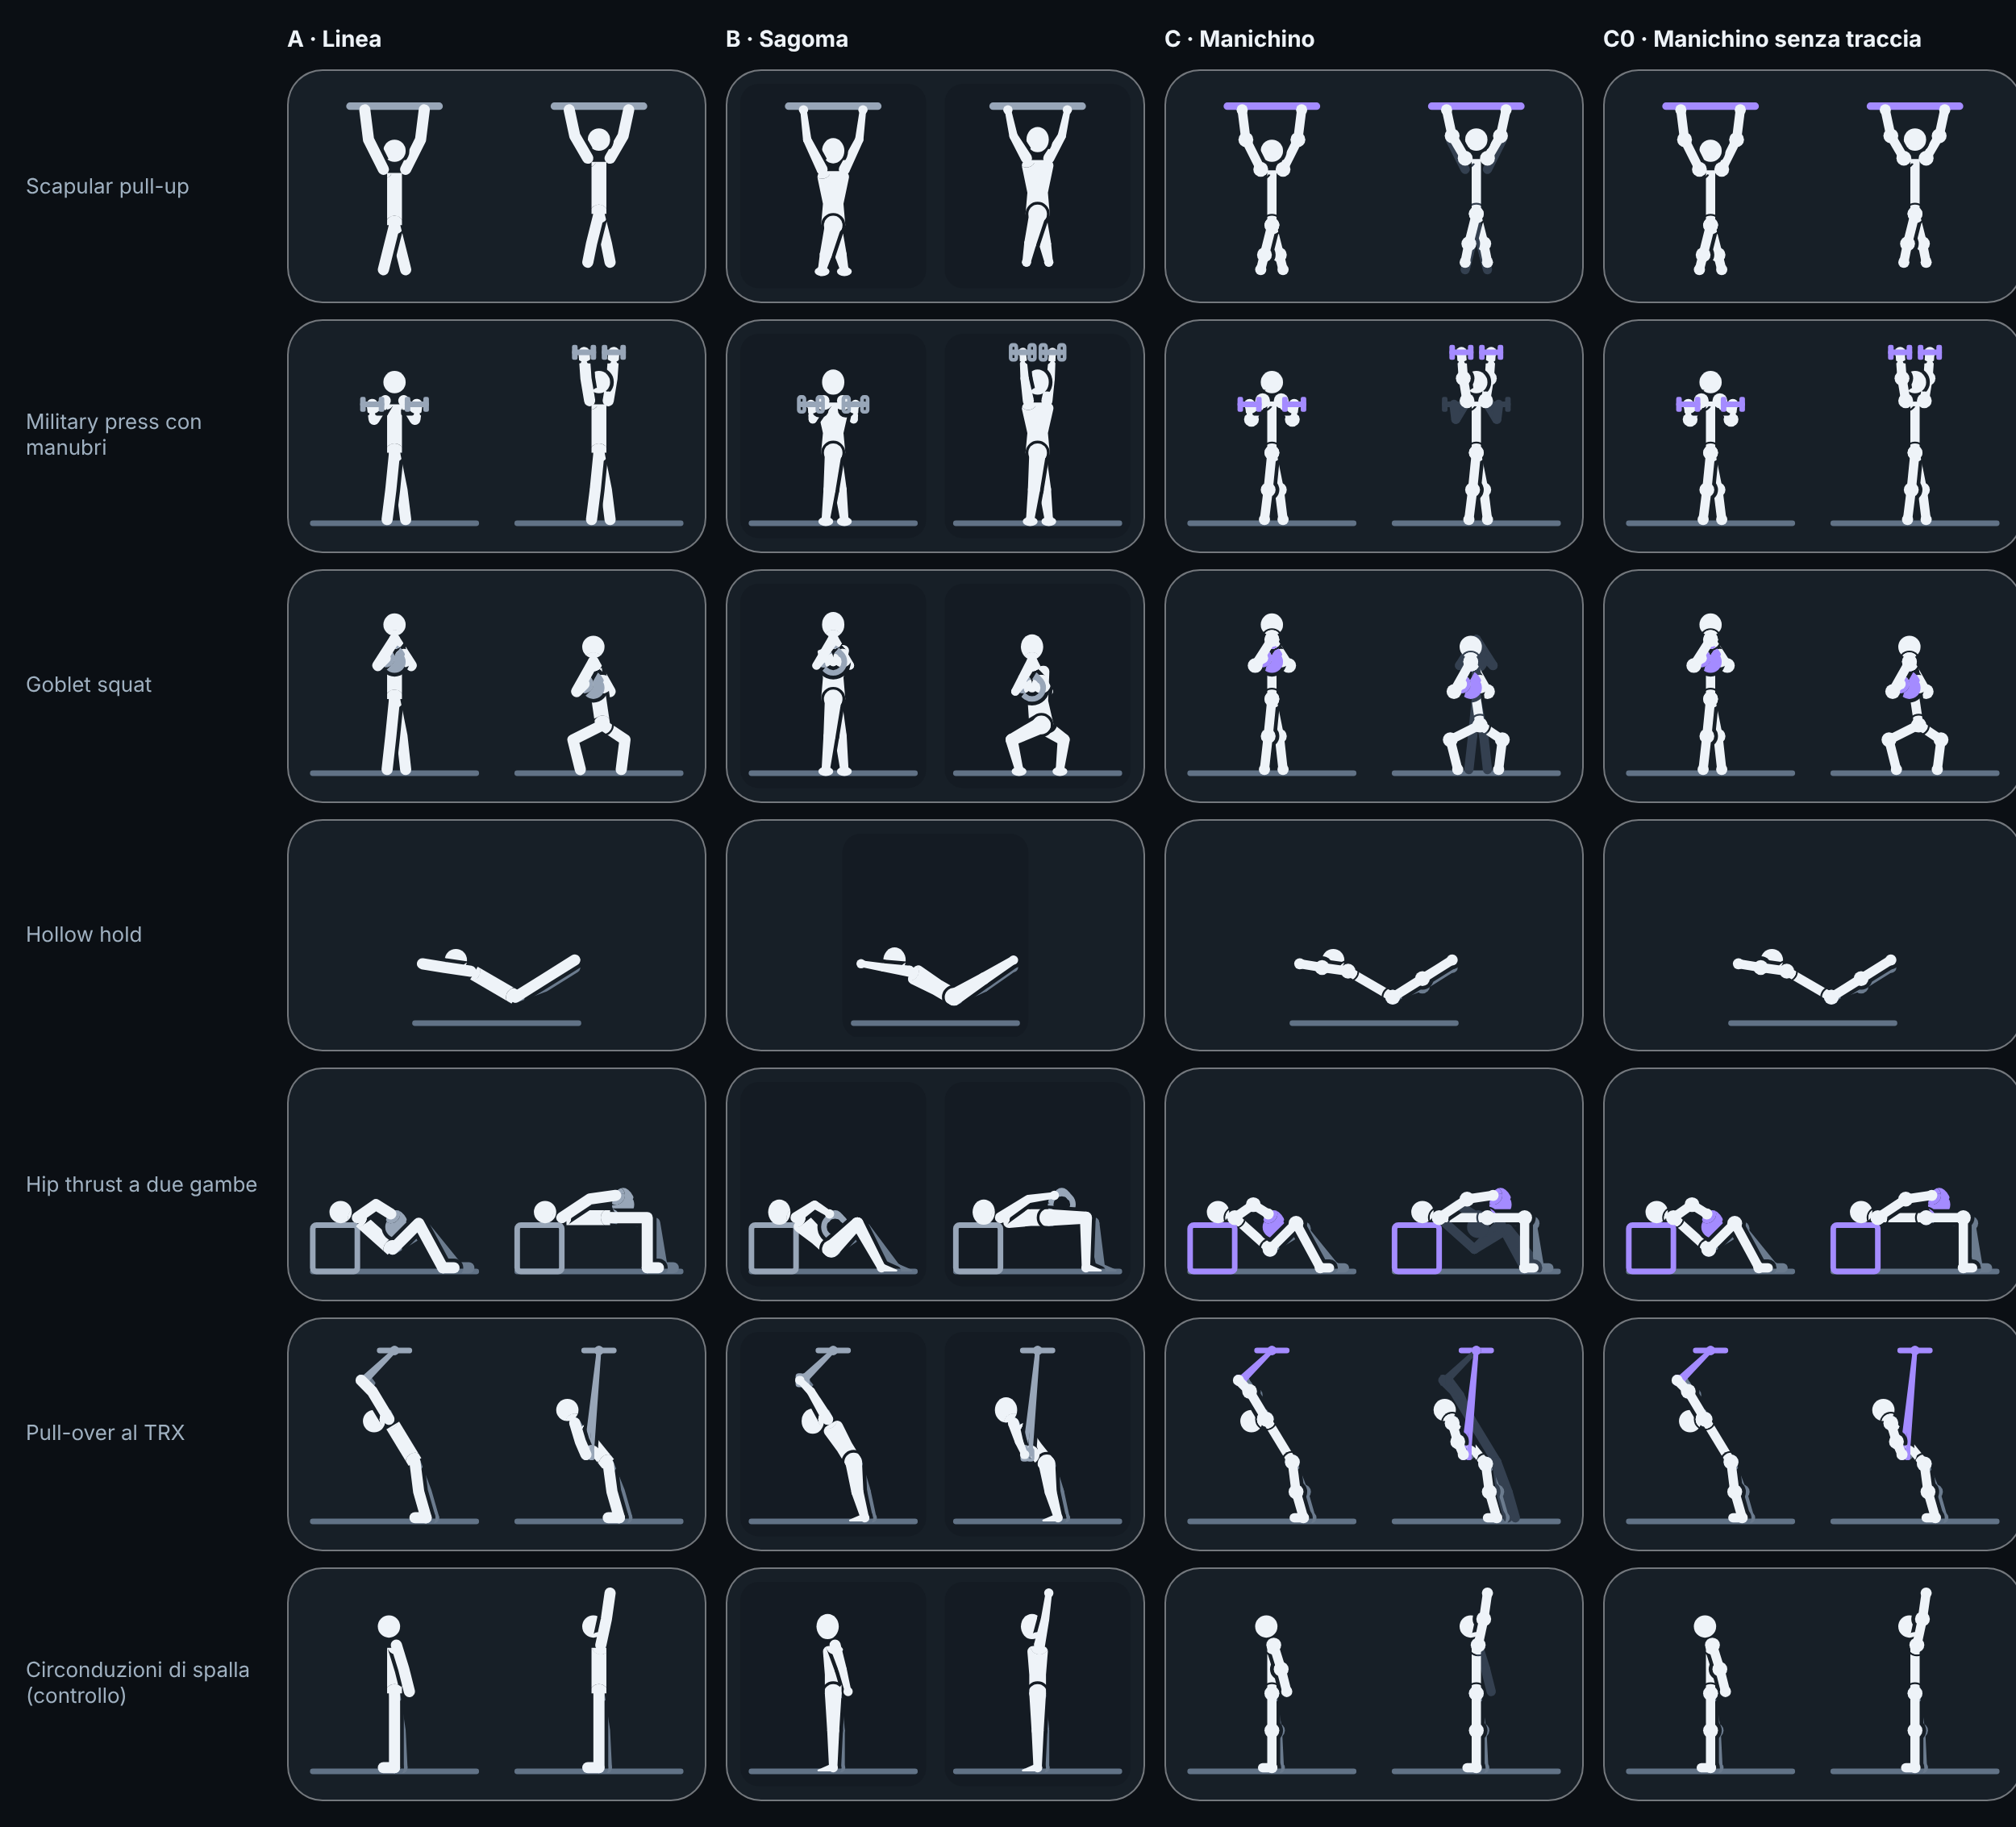 A · Linea
B · Sagoma
C · Manichino
C0 · Manichino senza traccia
Scapular pull-up
Military press con
manubri
Goblet squat
Hollow hold
Hip thrust a due gambe
Pull-over al TRX
Circonduzioni di spalla
(controllo)